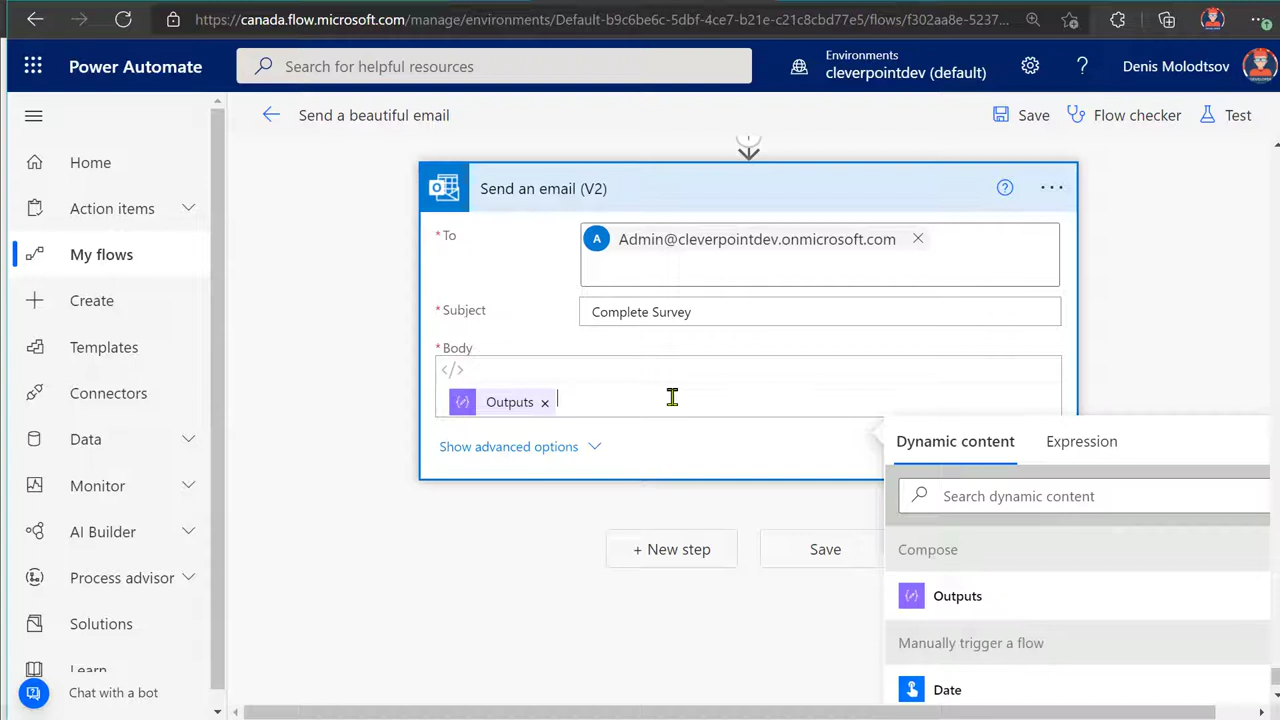 https://canada.flow.microsoft.com/manage/environments/Default-b9c6be6c-5dbf-4ce7-b21e-c21c8cbd77e5/flows/f302aa8e-5237...
Power Automate
Search for helpful resources
Environments
cleverpointdev (default)
?
Denis Molodtsov
Send a beautiful email
Save
Flow checker
Test
Home
Action items
My flows
Create
Templates
Connectors
Data
Monitor
AI Builder
Process advisor
Solutions
Learn
Chat with a bot
Send an email (V2)
?
...
* To
A
Admin@cleverpointdev.onmicrosoft.com
* Subject
Complete Survey
* Body
</>
Outputs
Show advanced options
+ New step
Save
Dynamic content
Expression
Search dynamic content
Compose
Outputs
Manually trigger a flow
Date